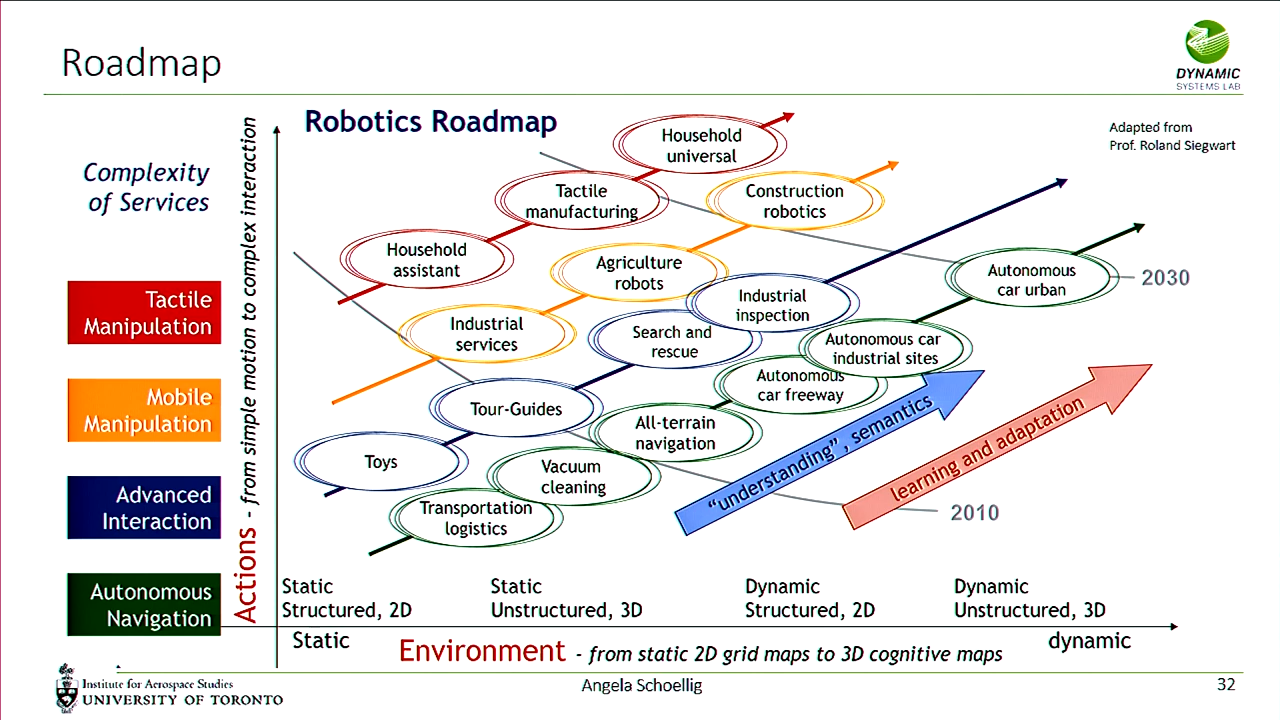 Roadmap
DYNAMIC
SYSTEMS LAB
Robotics Roadmap
Adapted from
Prof. Roland Siegwart
Complexity
of Services
Tactile
Manipulation
Mobile
Manipulation
Advanced
Interaction
Autonomous
Navigation
Actions - from simple motion to complex interaction
Household
universal
Tactile
manufacturing
Household
assistant
Construction
robotics
Agriculture
robots
Industrial
services
Industrial
inspection
Search and
rescue
Tour-Guides
Toys
Autonomous
car urban
Autonomous car
industrial sites
Autonomous
car freeway
All-terrain
navigation
Vacuum
cleaning
Transportation
logistics
2030
2010
"understanding", semantics
learning and adaptation
Static
Structured, 2D
Static
Unstructured, 3D
Dynamic
Structured, 2D
Dynamic
Unstructured, 3D
Static
Environment - from static 2D grid maps to 3D cognitive maps
dynamic
Institute for Aerospace Studies
UNIVERSITY OF TORONTO
Angela Schoellig
32